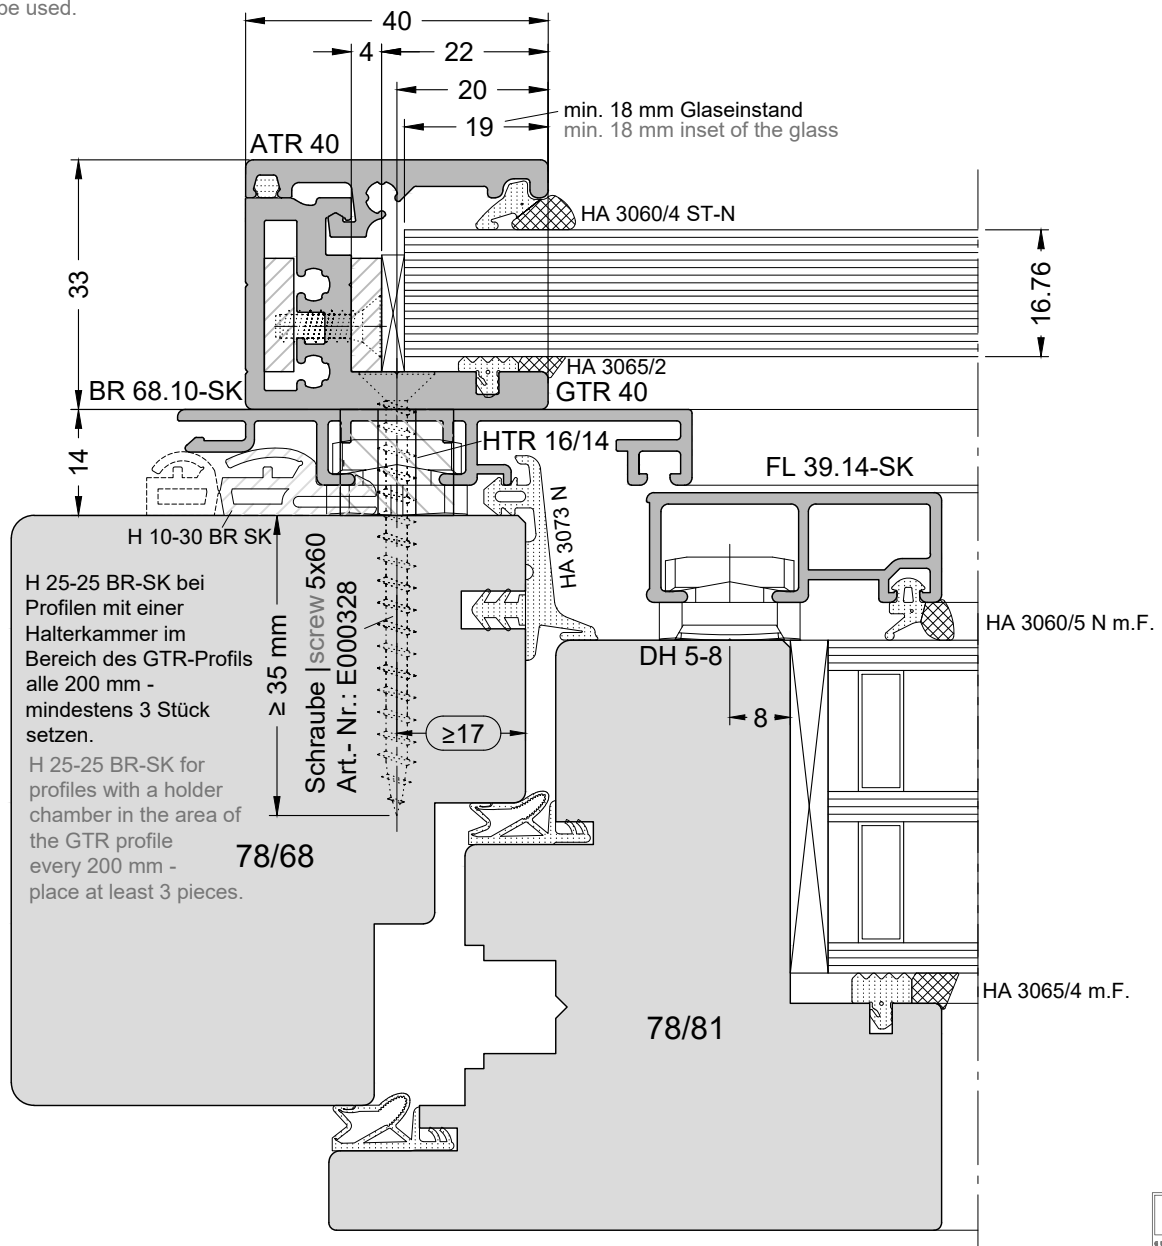 be used.
40
4
22
20
19
min. 18 mm Glaseinstand
min. 18 mm inset of the glass
ATR 40
HA 3060/4 ST-N
33
16.76
HA 3065/2
BR 68.10-SK
GTR 40
14
HTR 16/14
FL 39.14-SK
HA 3073 N
H 10-30 BR SK
H 25-25 BR-SK bei
Profilen mit einer
Halterkammer im
Bereich des GTR-Profils
alle 200 mm -
mindestens 3 Stück
setzen.
H 25-25 BR-SK for
profiles with a holder
chamber in the area of
the GTR profile
every 200 mm -
place at least 3 pieces.
≥ 35 mm
Schraube | screw 5x60
Art.- Nr.: E000328
≥17
HA 3060/5 N m.F.
DH 5-8
8
78/68
HA 3065/4 m.F.
78/81